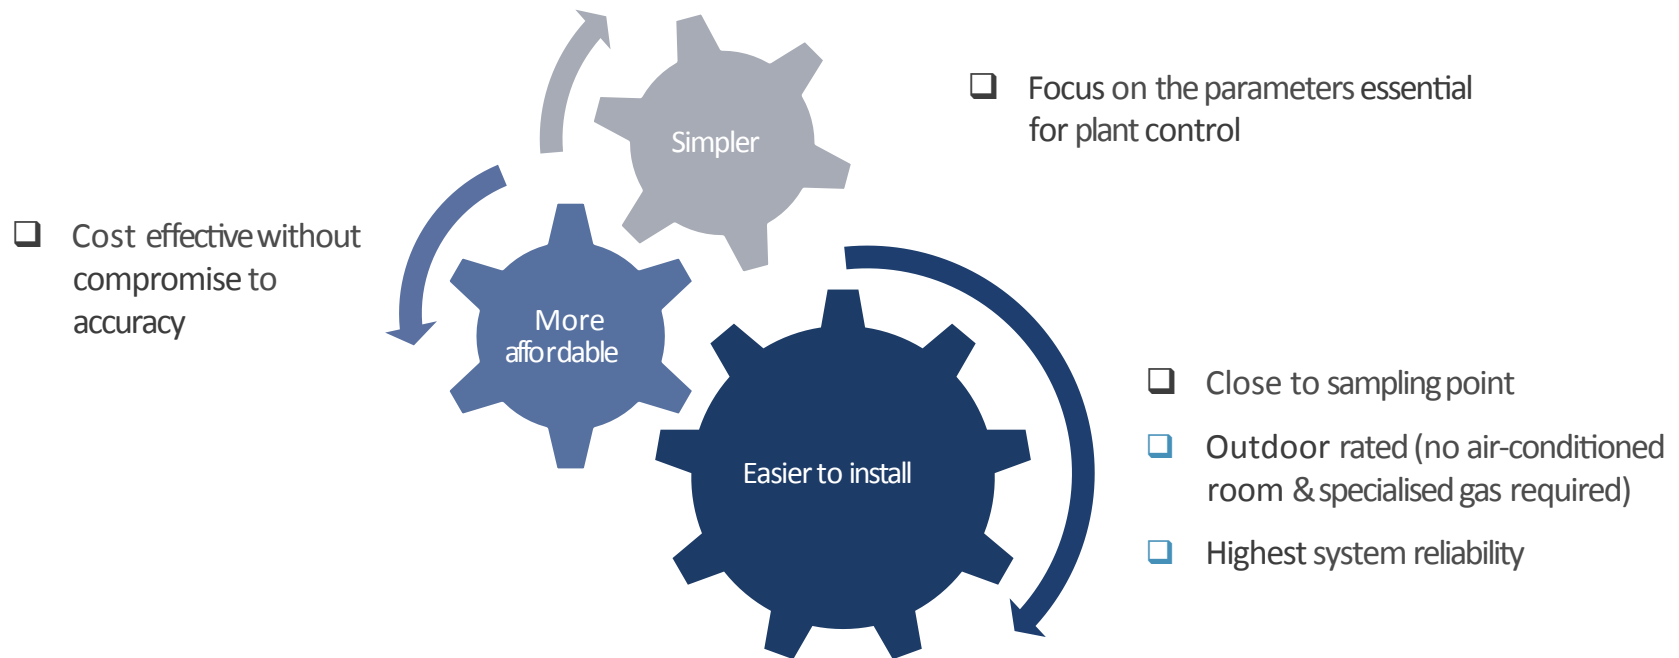 Simpler
Focus on the parameters essential
for plant control
Cost effective without
compromise to
accuracy
More
affordable
Easier to install
Close to sampling point
Outdoor rated (no air-conditioned
room & specialised gas required)
Highest system reliability